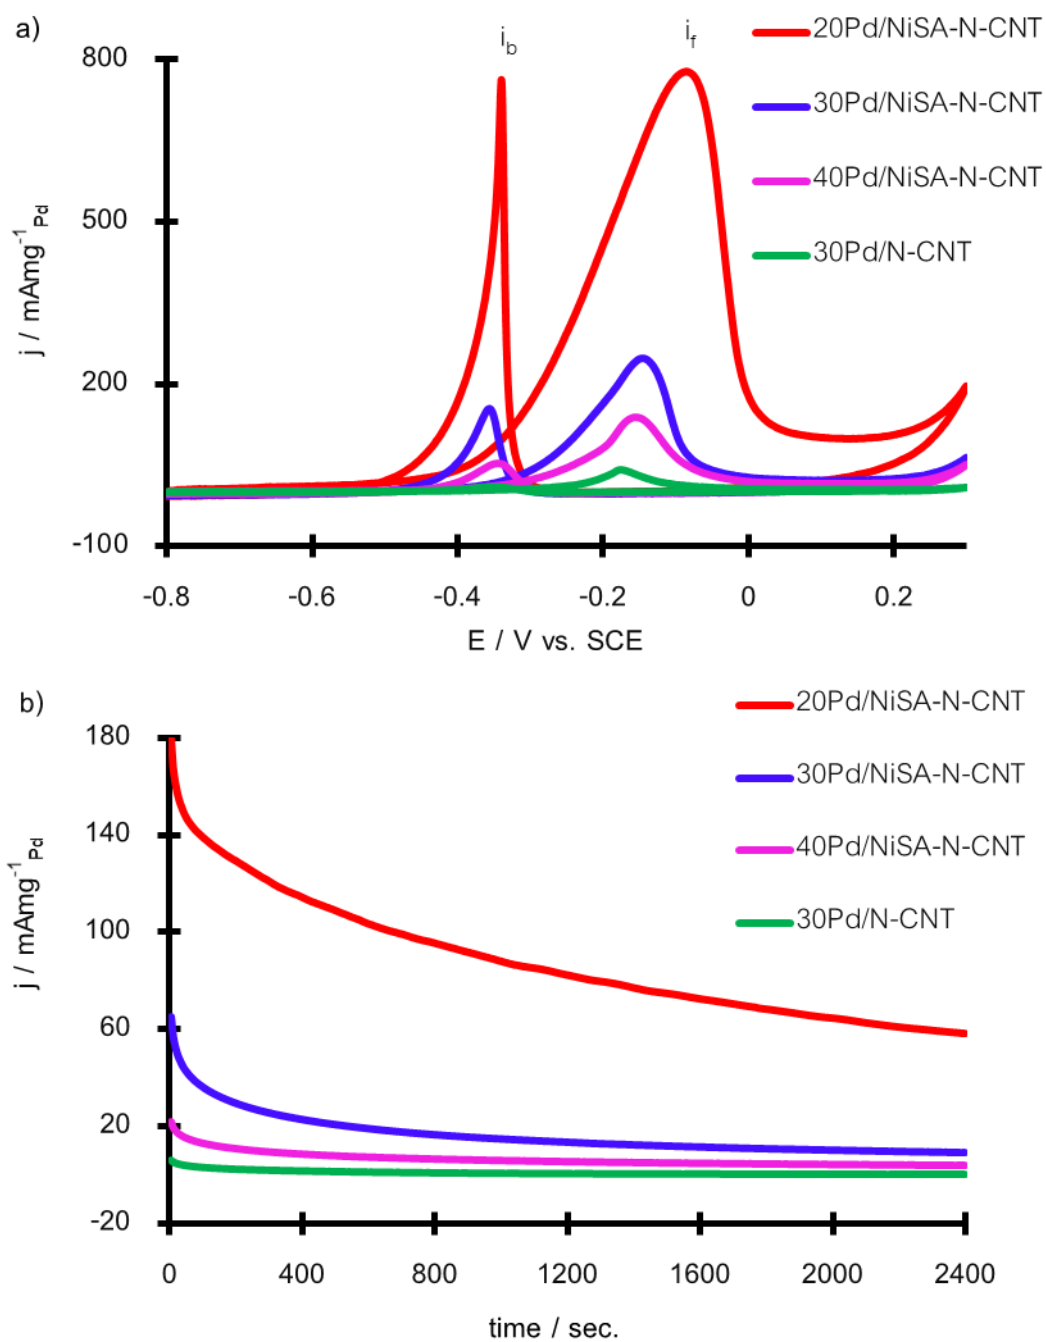 a)
i_b
i_f
20Pd/NiSA-N-CNT
30Pd/NiSA-N-CNT
40Pd/NiSA-N-CNT
30Pd/N-CNT
800
500
200
-100
j / mAmg⁻¹_Pd
-0.8 -0.6 -0.4 -0.2 0 0.2
E / V vs. SCE
b)
20Pd/NiSA-N-CNT
30Pd/NiSA-N-CNT
40Pd/NiSA-N-CNT
30Pd/N-CNT
180
140
100
60
20
-20
j / mAmg⁻¹_Pd
0 400 800 1200 1600 2000 2400
time / sec.